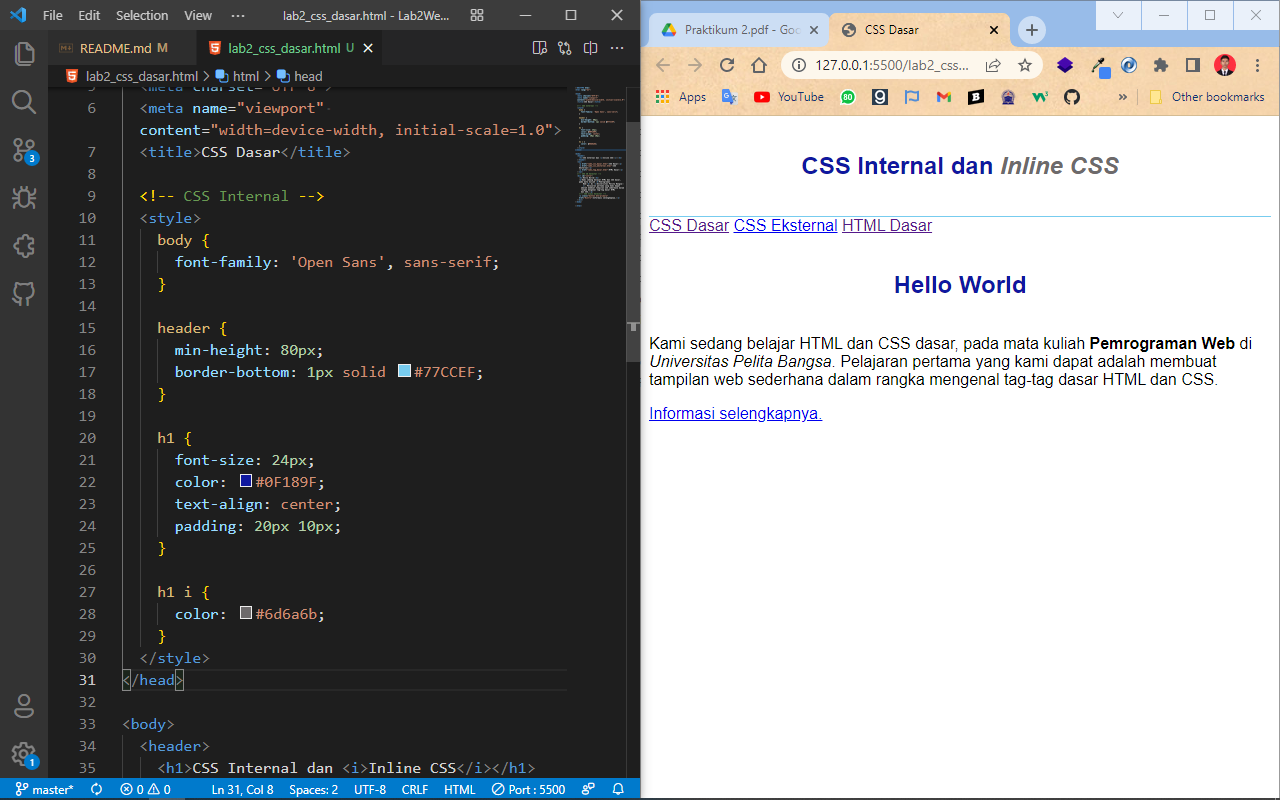 File Edit Selection View ··· lab2_css_dasar.html - Lab2We...
README.md M lab2_css_dasar.html U
lab2_css_dasar.html > html > head
5 <meta charset="UTF-8">
6 <meta name="viewport"
content="width=device-width, initial-scale=1.0">
7 <title>CSS Dasar</title>
8
9 <!-- CSS Internal -->
10 <style>
11 body {
12 font-family: 'Open Sans', sans-serif;
13 }
14
15 header {
16 min-height: 80px;
17 border-bottom: 1px solid #77CCEF;
18 }
19
20 h1 {
21 font-size: 24px;
22 color: #0F189F;
23 text-align: center;
24 padding: 20px 10px;
25 }
26
27 h1 i {
28 color: #6d6a6b;
29 }
30 </style>
31 </head>
32
33 <body>
34 <header>
35 <h1>CSS Internal dan <i>Inline CSS</i></h1>
3
1
master* 0 0 Ln 31, Col 8 Spaces: 2 UTF-8 CRLF HTML Port : 5500
Praktikum 2.pdf - Goo CSS Dasar
127.0.0.1:5500/lab2_css...
Apps YouTube 80 » Other bookmarks
CSS Internal dan Inline CSS
CSS Dasar CSS Eksternal HTML Dasar
Hello World
Kami sedang belajar HTML dan CSS dasar, pada mata kuliah Pemrograman Web di
Universitas Pelita Bangsa. Pelajaran pertama yang kami dapat adalah membuat
tampilan web sederhana dalam rangka mengenal tag-tag dasar HTML dan CSS.
Informasi selengkapnya.